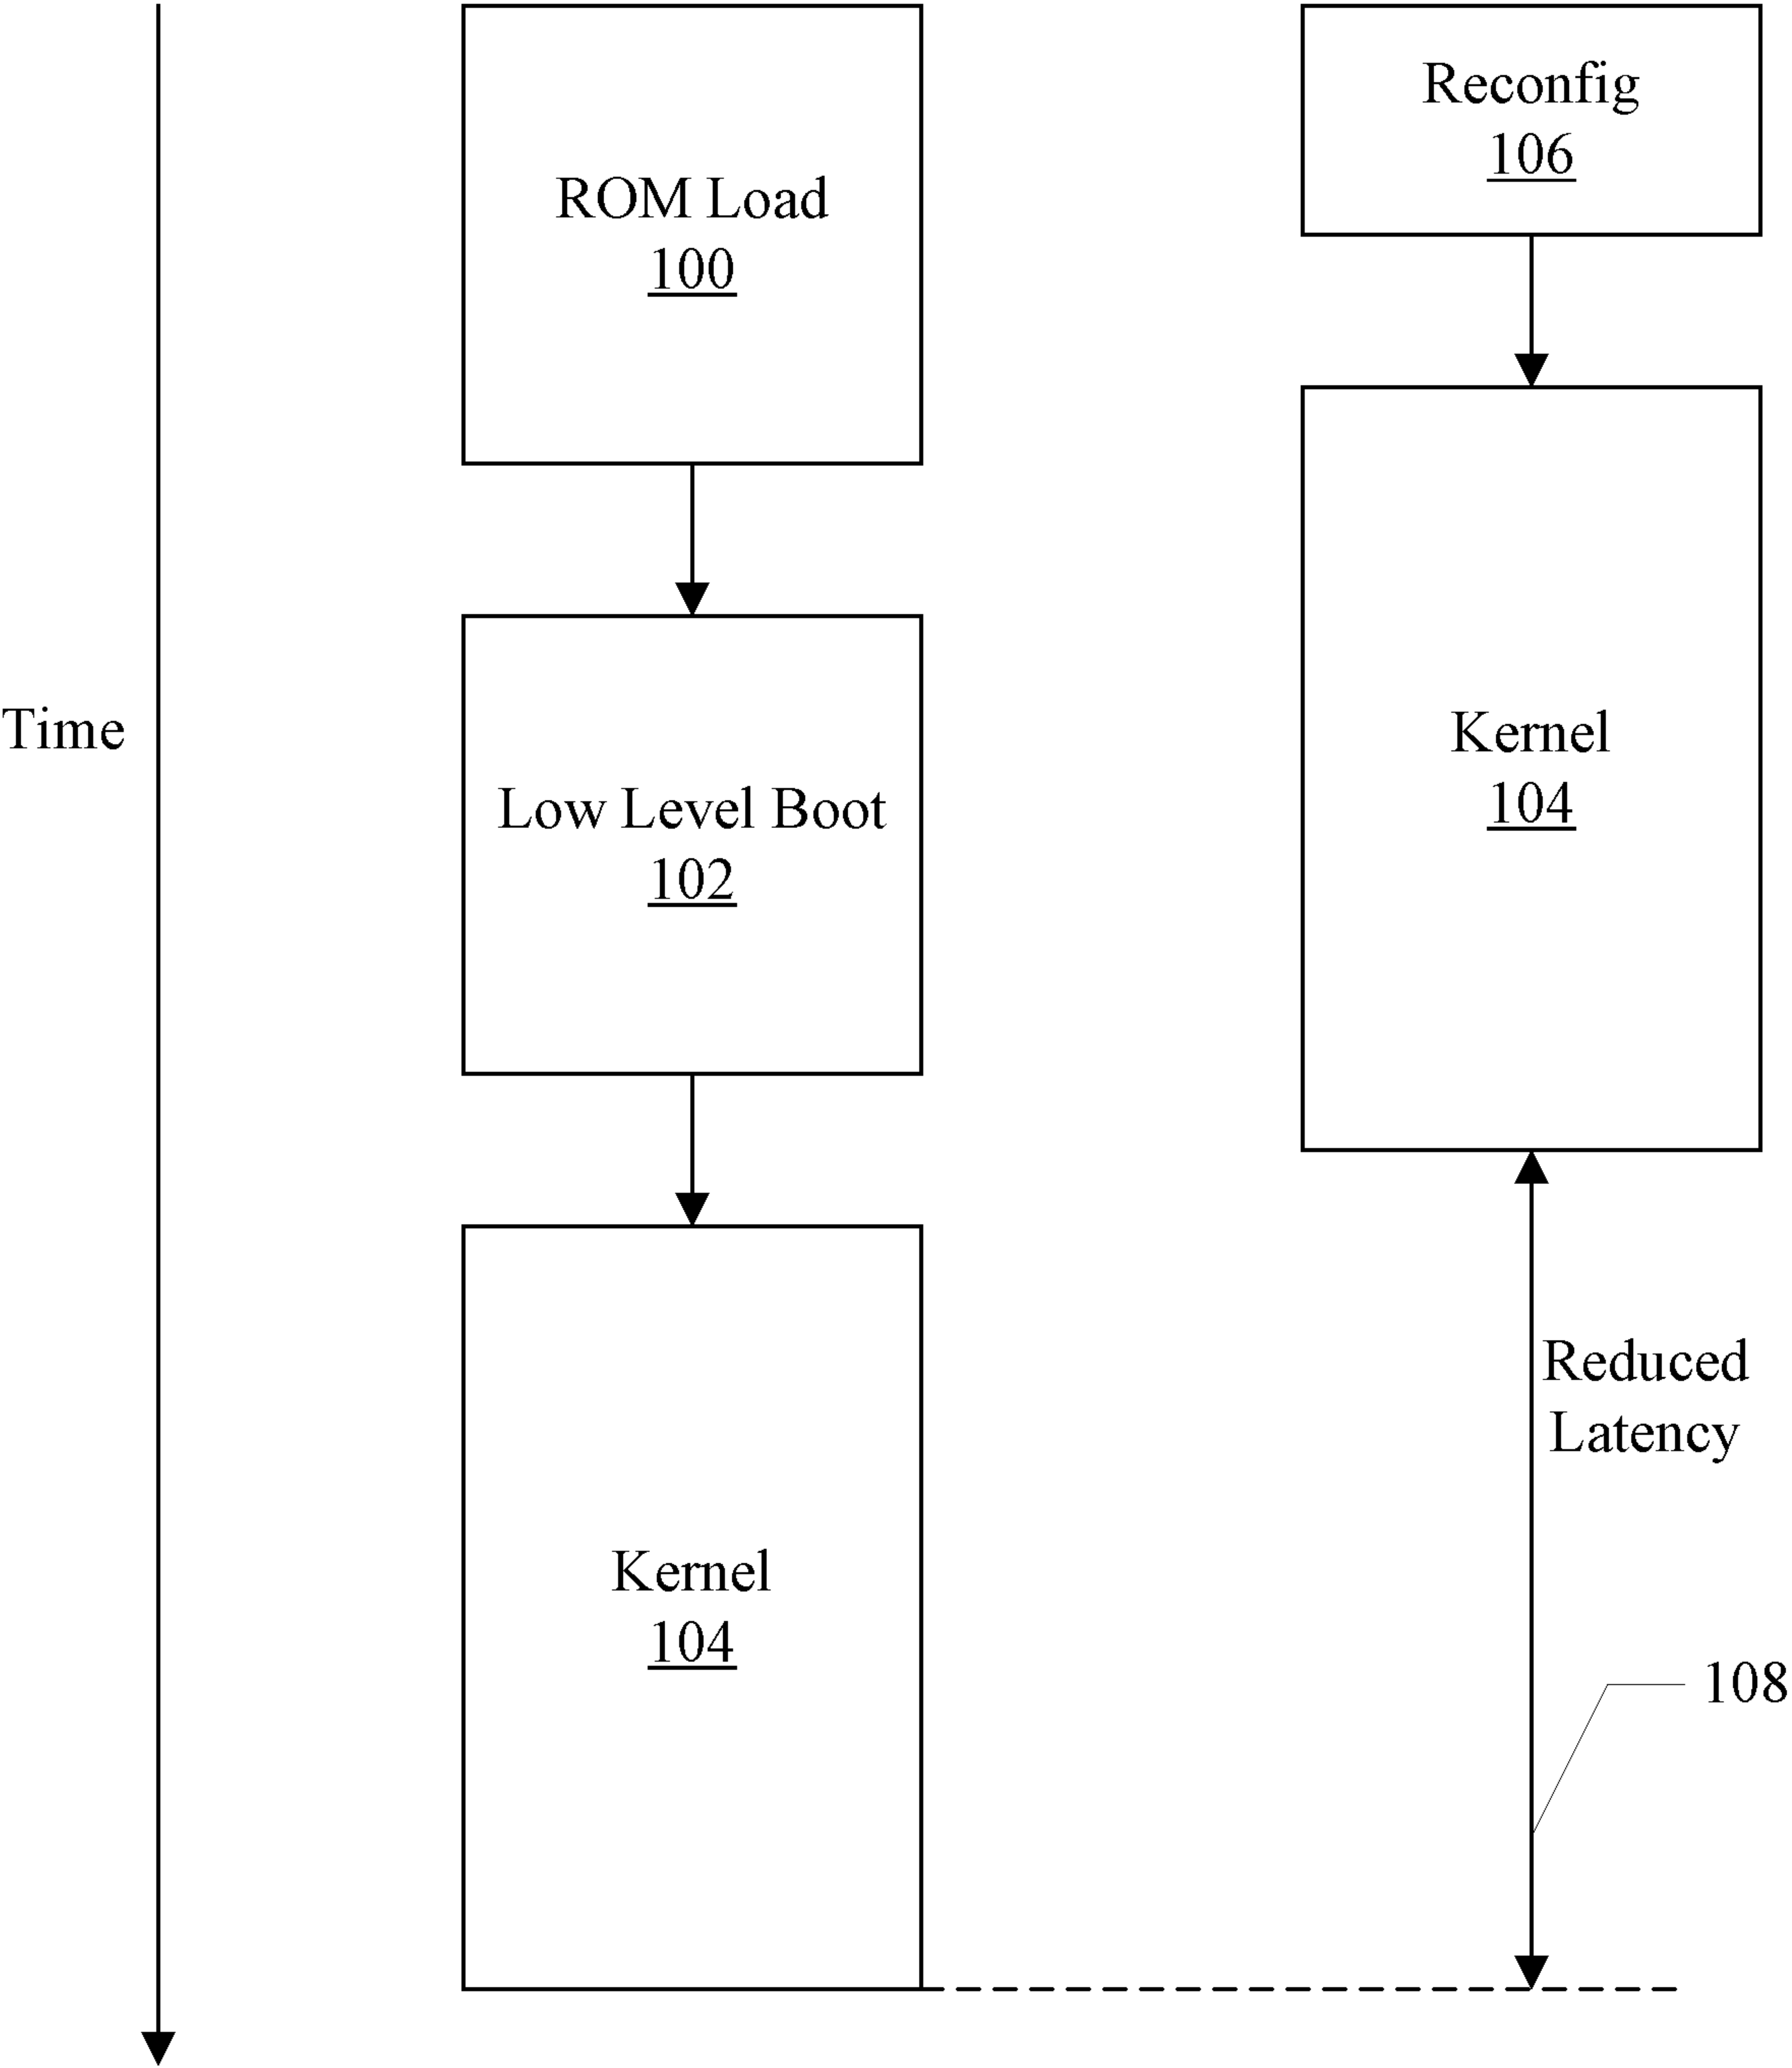 Time
ROM Load
100
Low Level Boot
102
Kernel
104
Reconfig
106
Kernel
104
Reduced
Latency
108